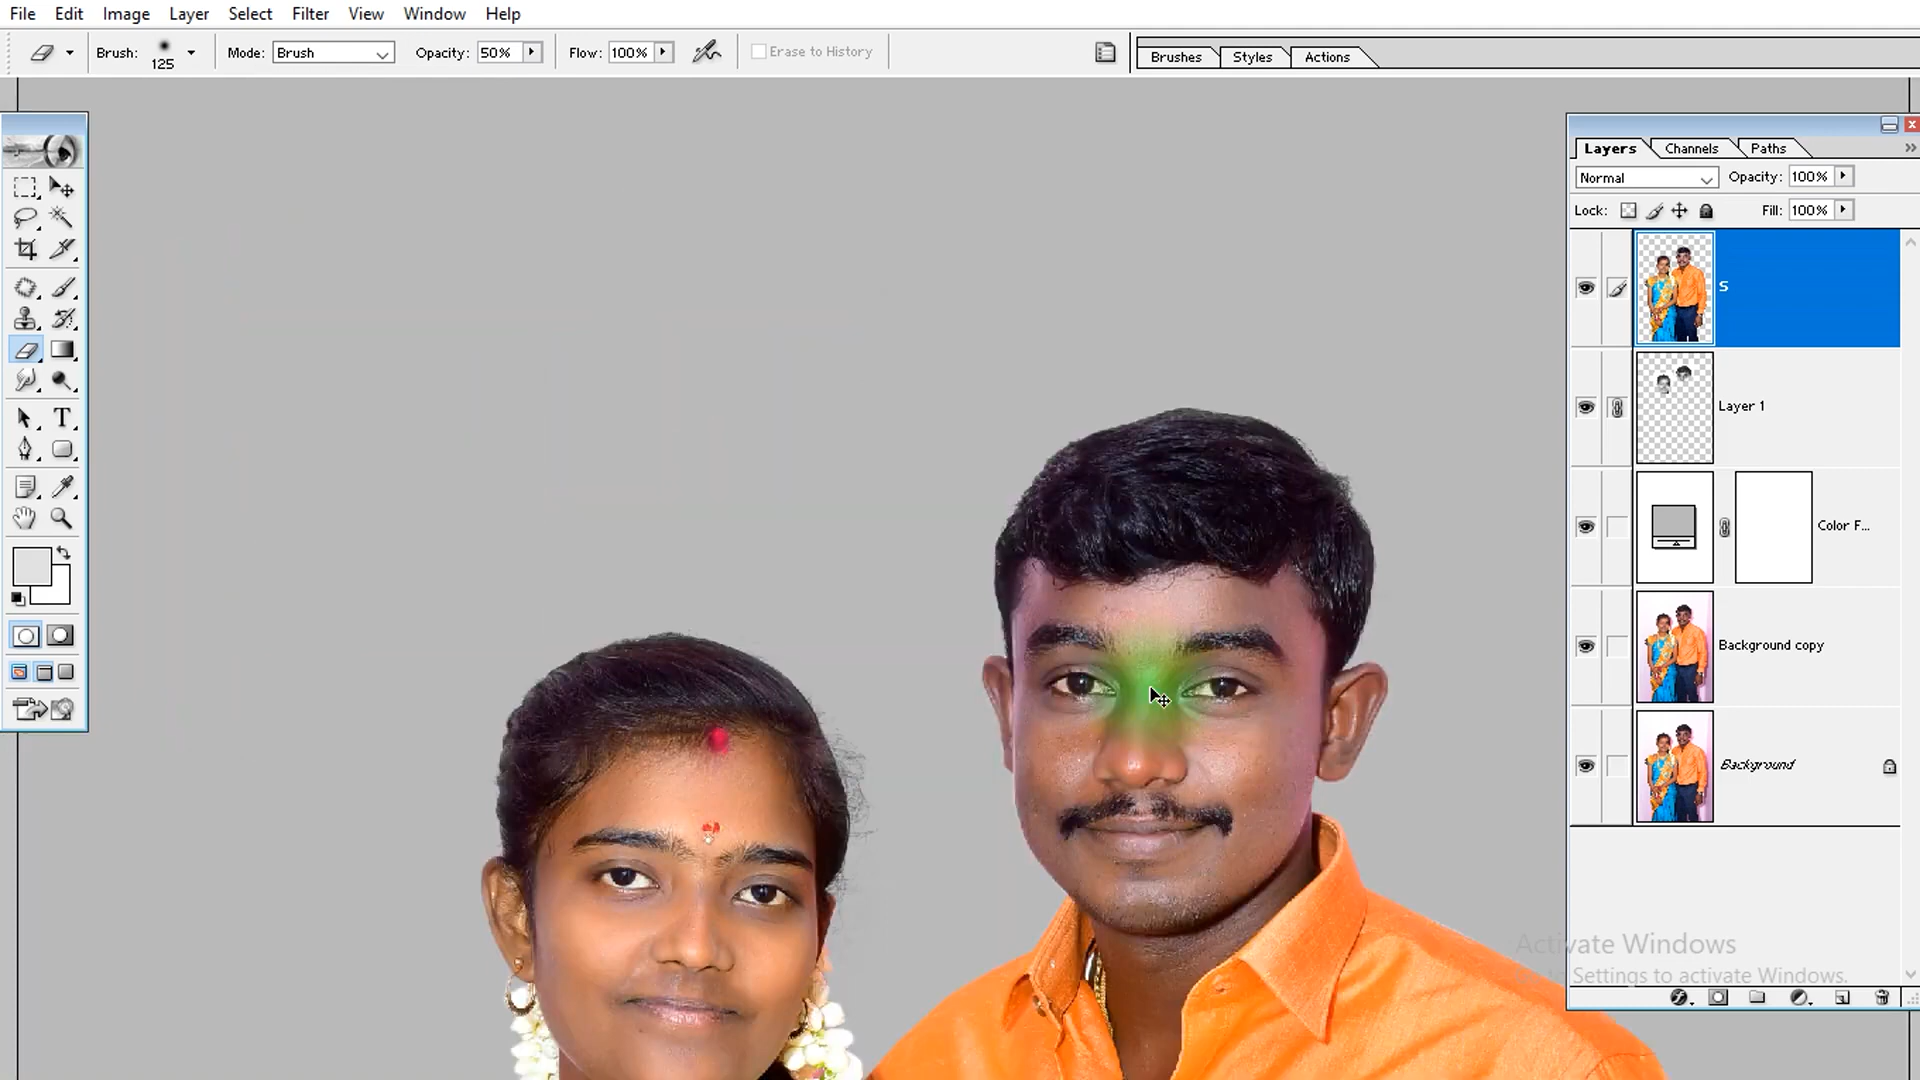 File Edit Image Layer Select Filter View Window Help
Brush: 125 Mode: Brush Opacity: 50% Flow: 100% Erase to History Brushes Styles Actions
Layers Channels Paths
Normal Opacity: 100%
Lock: Fill: 100%
S
Layer 1
Color F...
Background copy
Background
Activate Windows
Settings to activate Windows.